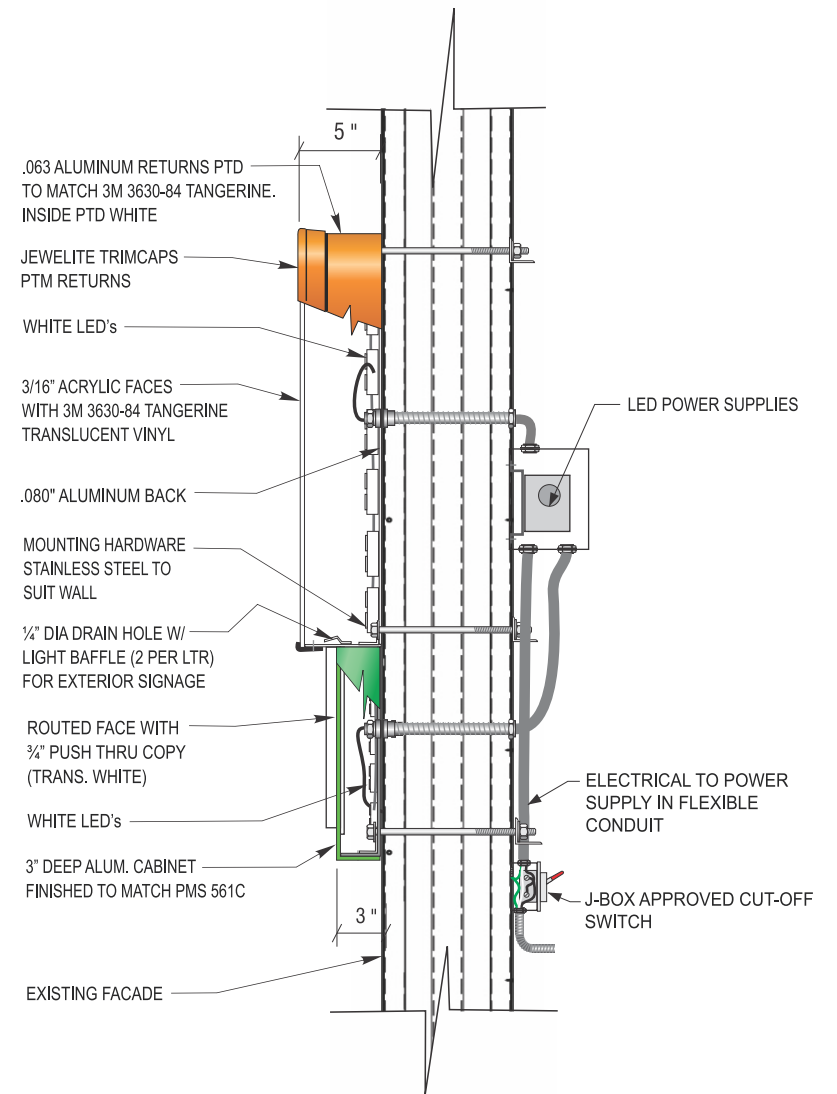 5 "
.063 ALUMINUM RETURNS PTD
TO MATCH 3M 3630-84 TANGERINE.
INSIDE PTD WHITE
JEWELITE TRIMCAPS
PTM RETURNS
WHITE LED's
3/16" ACRYLIC FACES
WITH 3M 3630-84 TANGERINE
TRANSLUCENT VINYL
LED POWER SUPPLIES
.080" ALUMINUM BACK
MOUNTING HARDWARE
STAINLESS STEEL TO
SUIT WALL
¼" DIA DRAIN HOLE W/
LIGHT BAFFLE (2 PER LTR)
FOR EXTERIOR SIGNAGE
ROUTED FACE WITH
¾" PUSH THRU COPY
(TRANS. WHITE)
ELECTRICAL TO POWER
SUPPLY IN FLEXIBLE
CONDUIT
WHITE LED's
3" DEEP ALUM. CABINET
FINISHED TO MATCH PMS 561C
J-BOX APPROVED CUT-OFF
SWITCH
3 "
EXISTING FACADE